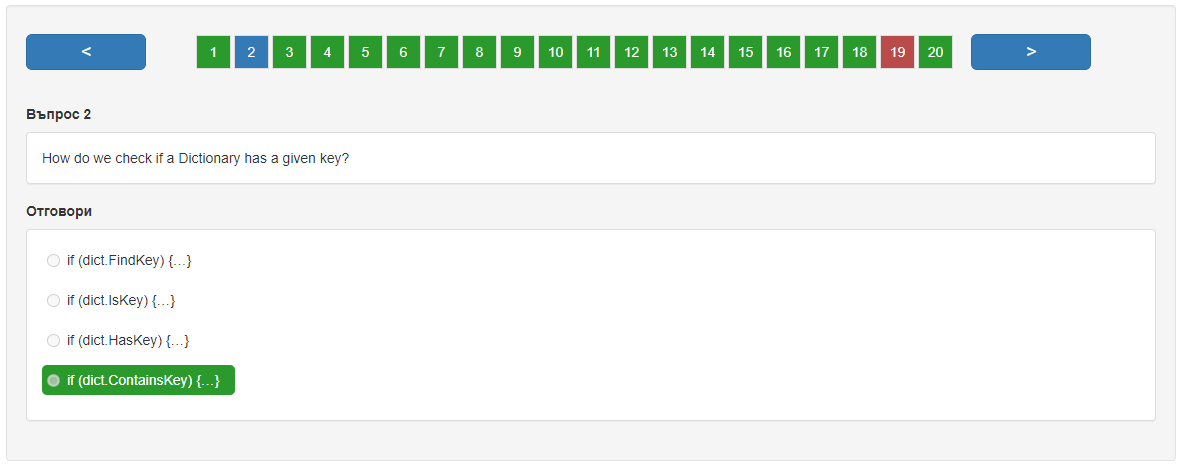 < 1 2 3 4 5 6 7 8 9 10 11 12 13 14 15 16 17 18 19 20 >
Въпрос 2
How do we check if a Dictionary has a given key?
Отговори
if (dict.FindKey) {…}
if (dict.IsKey) {…}
if (dict.HasKey) {…}
if (dict.ContainsKey) {…}